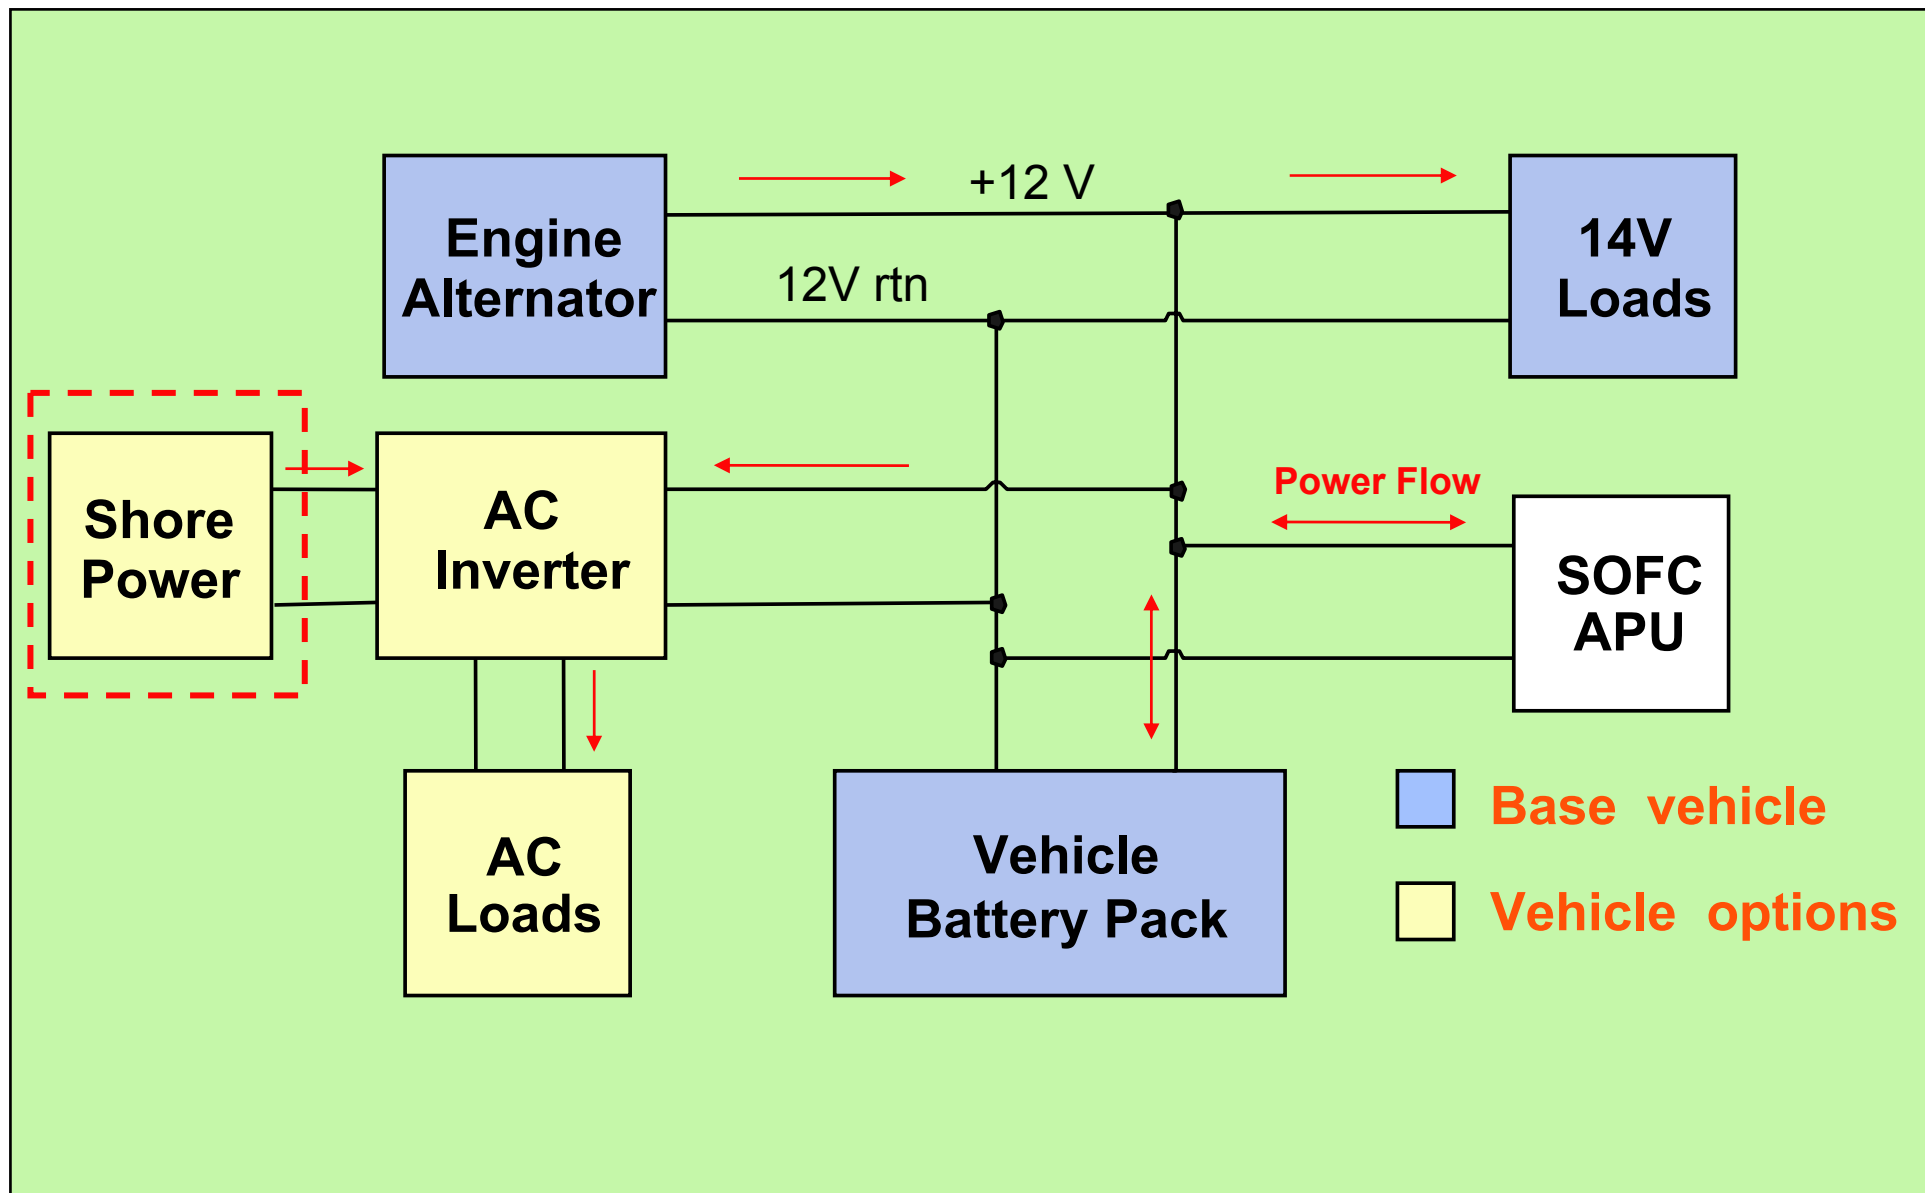 +12 V
Engine
Alternator
12V rtn
14V
Loads
Shore
Power
AC
Inverter
Power Flow
SOFC
APU
AC
Loads
Vehicle
Battery Pack
Base vehicle
Vehicle options